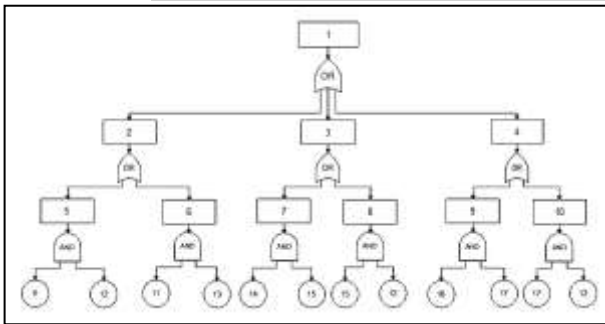 1
OR
2 3 4
OR OR OR
5 6 7 8 9 10
AND AND AND AND AND AND
12 11 13 14 15 15 16 17